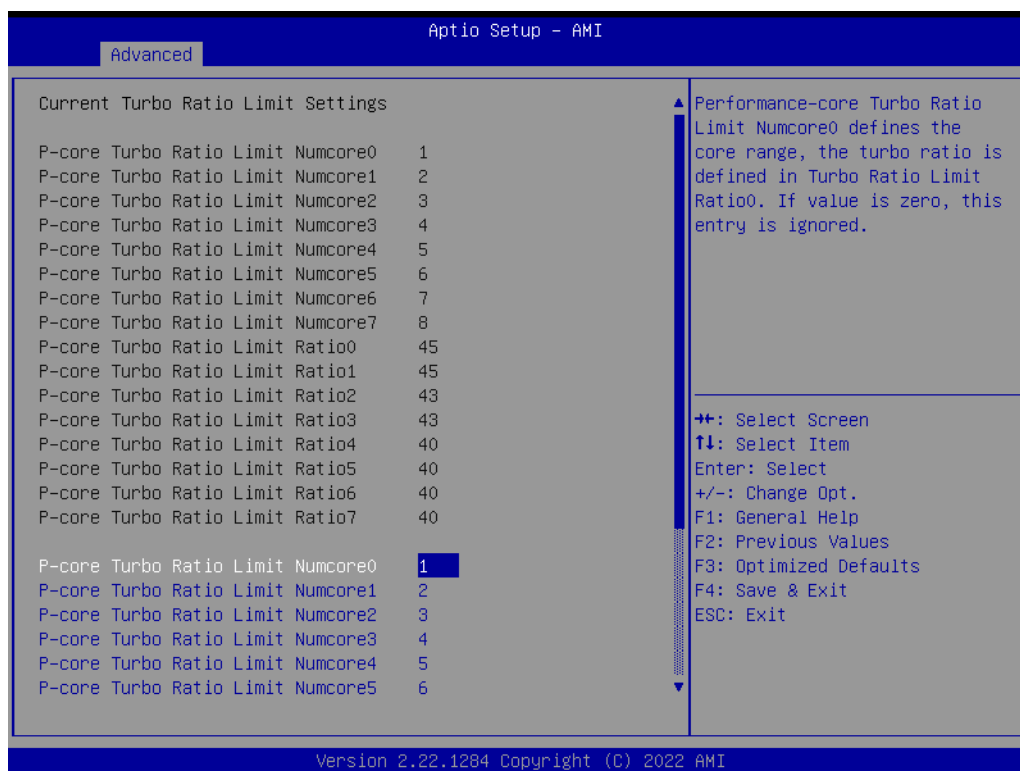 Aptio Setup – AMI
Advanced
Current Turbo Ratio Limit Settings
P-core Turbo Ratio Limit Numcore0 1
P-core Turbo Ratio Limit Numcore1 2
P-core Turbo Ratio Limit Numcore2 3
P-core Turbo Ratio Limit Numcore3 4
P-core Turbo Ratio Limit Numcore4 5
P-core Turbo Ratio Limit Numcore5 6
P-core Turbo Ratio Limit Numcore6 7
P-core Turbo Ratio Limit Numcore7 8
P-core Turbo Ratio Limit Ratio0 45
P-core Turbo Ratio Limit Ratio1 45
P-core Turbo Ratio Limit Ratio2 43
P-core Turbo Ratio Limit Ratio3 43
P-core Turbo Ratio Limit Ratio4 40
P-core Turbo Ratio Limit Ratio5 40
P-core Turbo Ratio Limit Ratio6 40
P-core Turbo Ratio Limit Ratio7 40
P-core Turbo Ratio Limit Numcore0 1
P-core Turbo Ratio Limit Numcore1 2
P-core Turbo Ratio Limit Numcore2 3
P-core Turbo Ratio Limit Numcore3 4
P-core Turbo Ratio Limit Numcore4 5
P-core Turbo Ratio Limit Numcore5 6
Performance-core Turbo Ratio
Limit Numcore0 defines the
core range, the turbo ratio is
defined in Turbo Ratio Limit
Ratio0. If value is zero, this
entry is ignored.
→←: Select Screen
↑↓: Select Item
Enter: Select
+/-: Change Opt.
F1: General Help
F2: Previous Values
F3: Optimized Defaults
F4: Save & Exit
ESC: Exit
Version 2.22.1284 Copyright (C) 2022 AMI